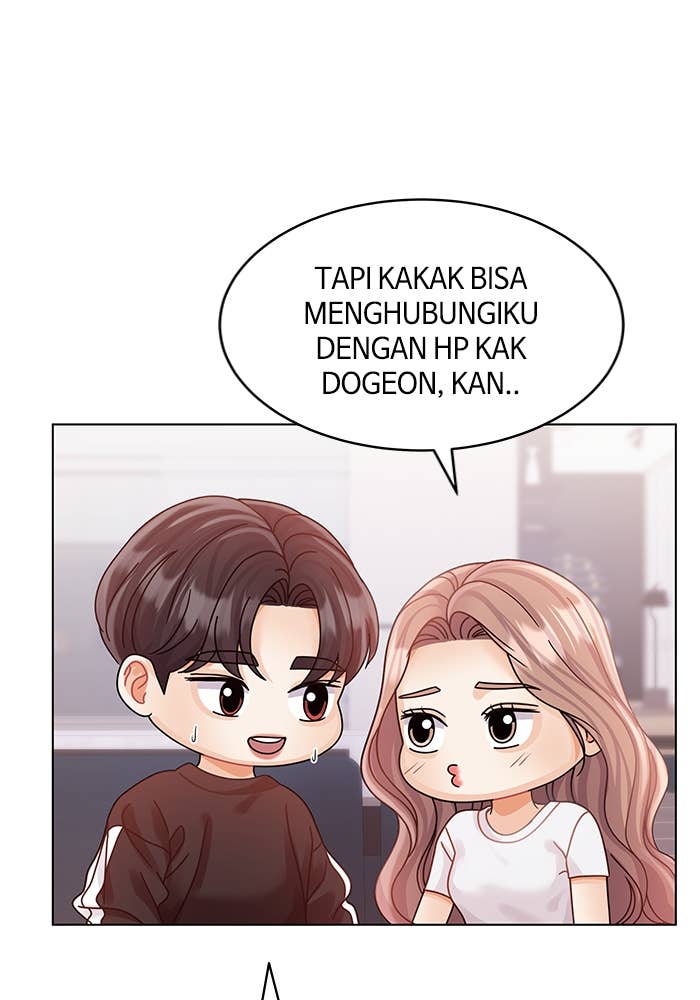 TAPI KAKAK BISA
MENGHUBUNGIKU
DENGAN HP KAK
DOGEON, KAN..